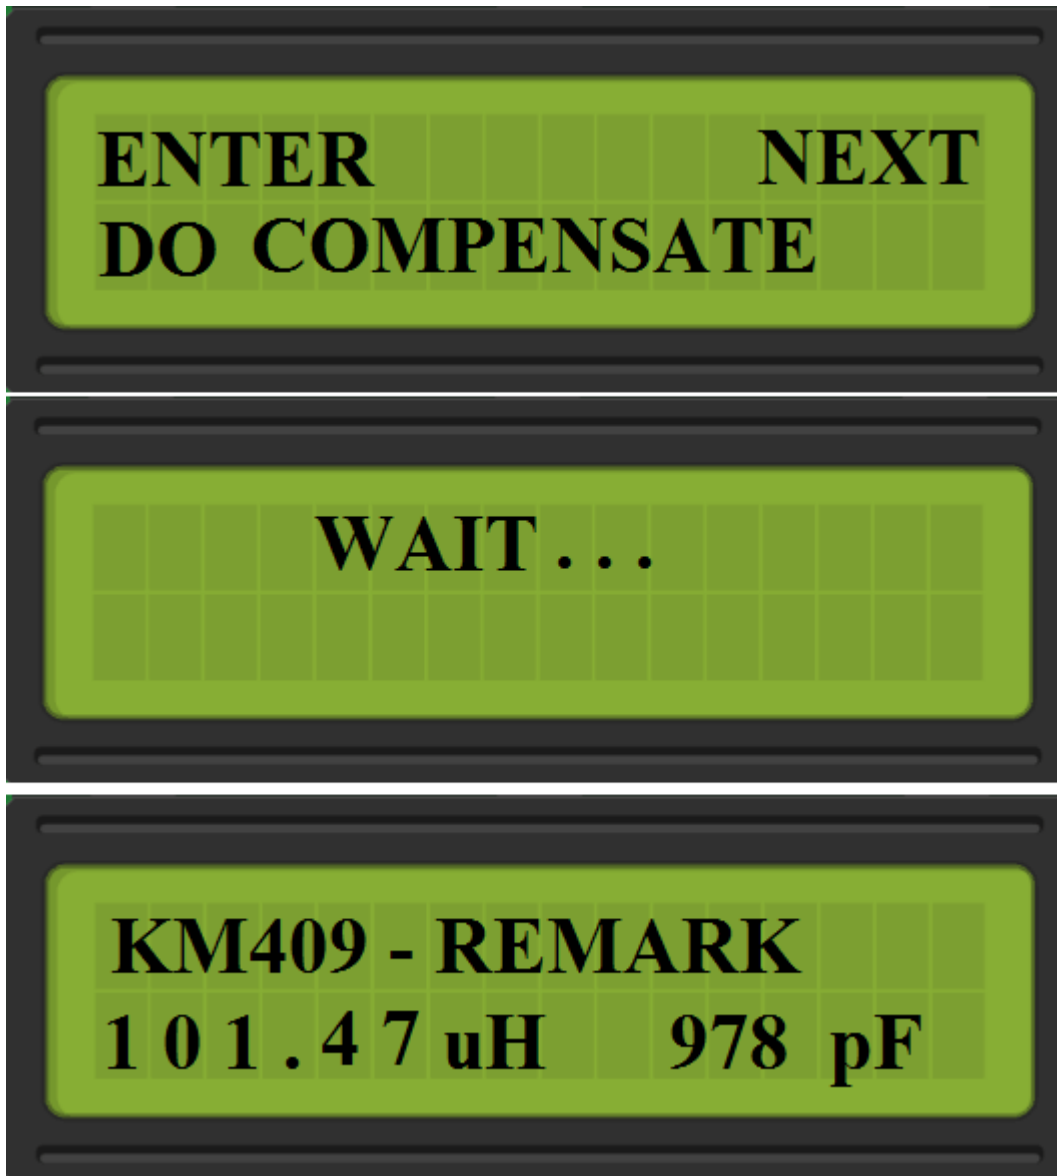 ENTER NEXT
DO COMPENSATE
WAIT...
KM409 - REMARK
101.47uH 978 pF